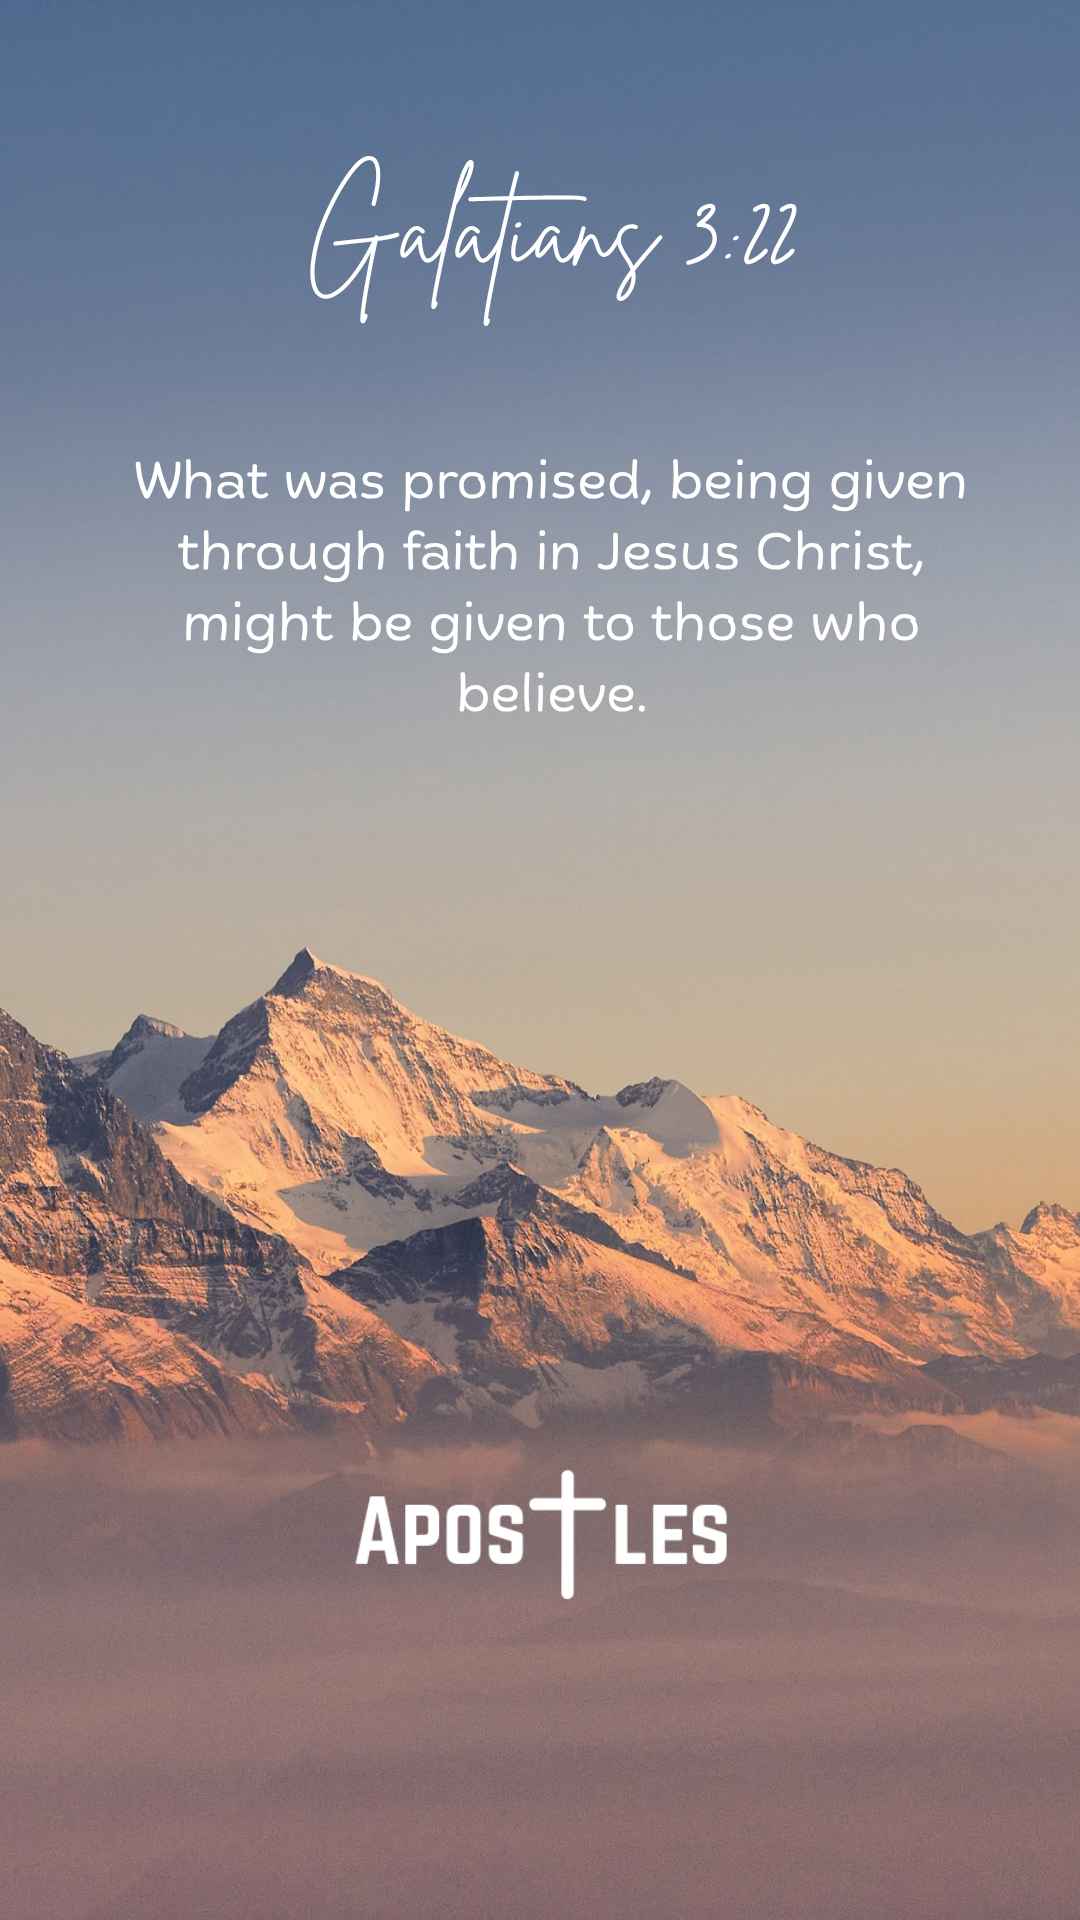 Galatians 3:22
What was promised, being given
through faith in Jesus Christ,
might be given to those who
believe.
APOSTLES